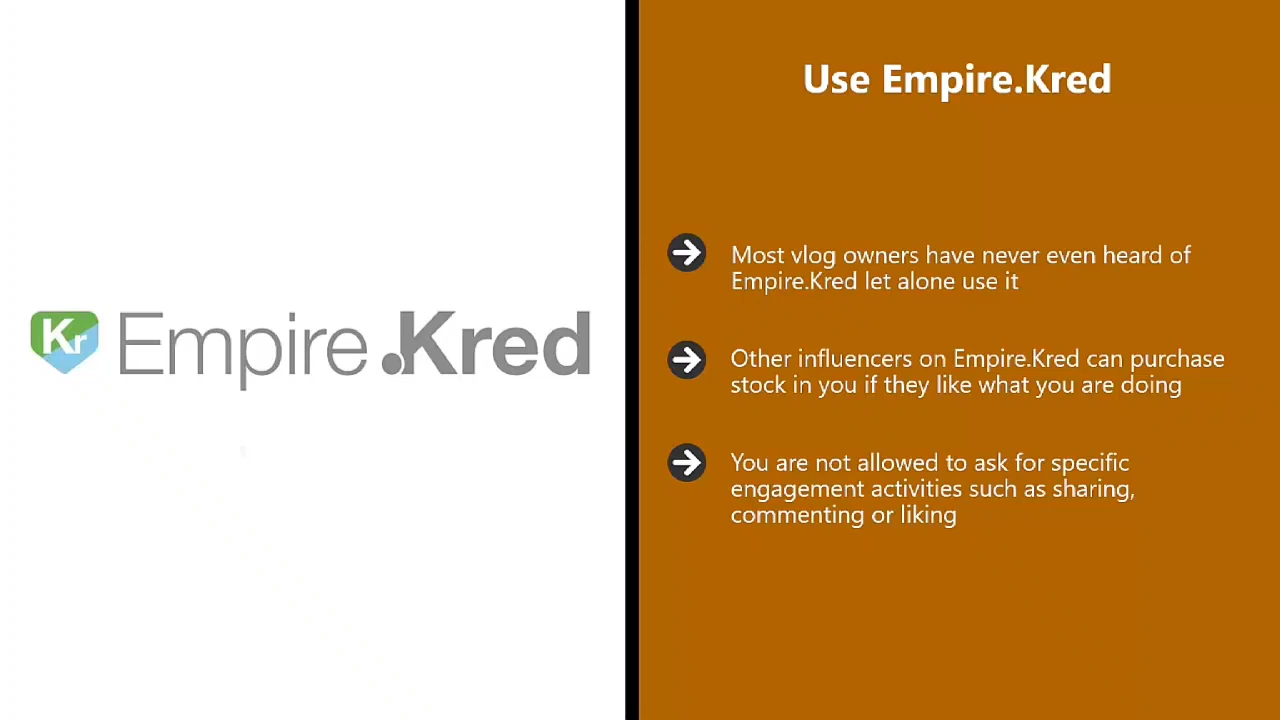 Kr Empire.Kred
Use Empire.Kred
Most vlog owners have never even heard of
Empire.Kred let alone use it
Other influencers on Empire.Kred can purchase
stock in you if they like what you are doing
You are not allowed to ask for specific
engagement activities such as sharing,
commenting or liking